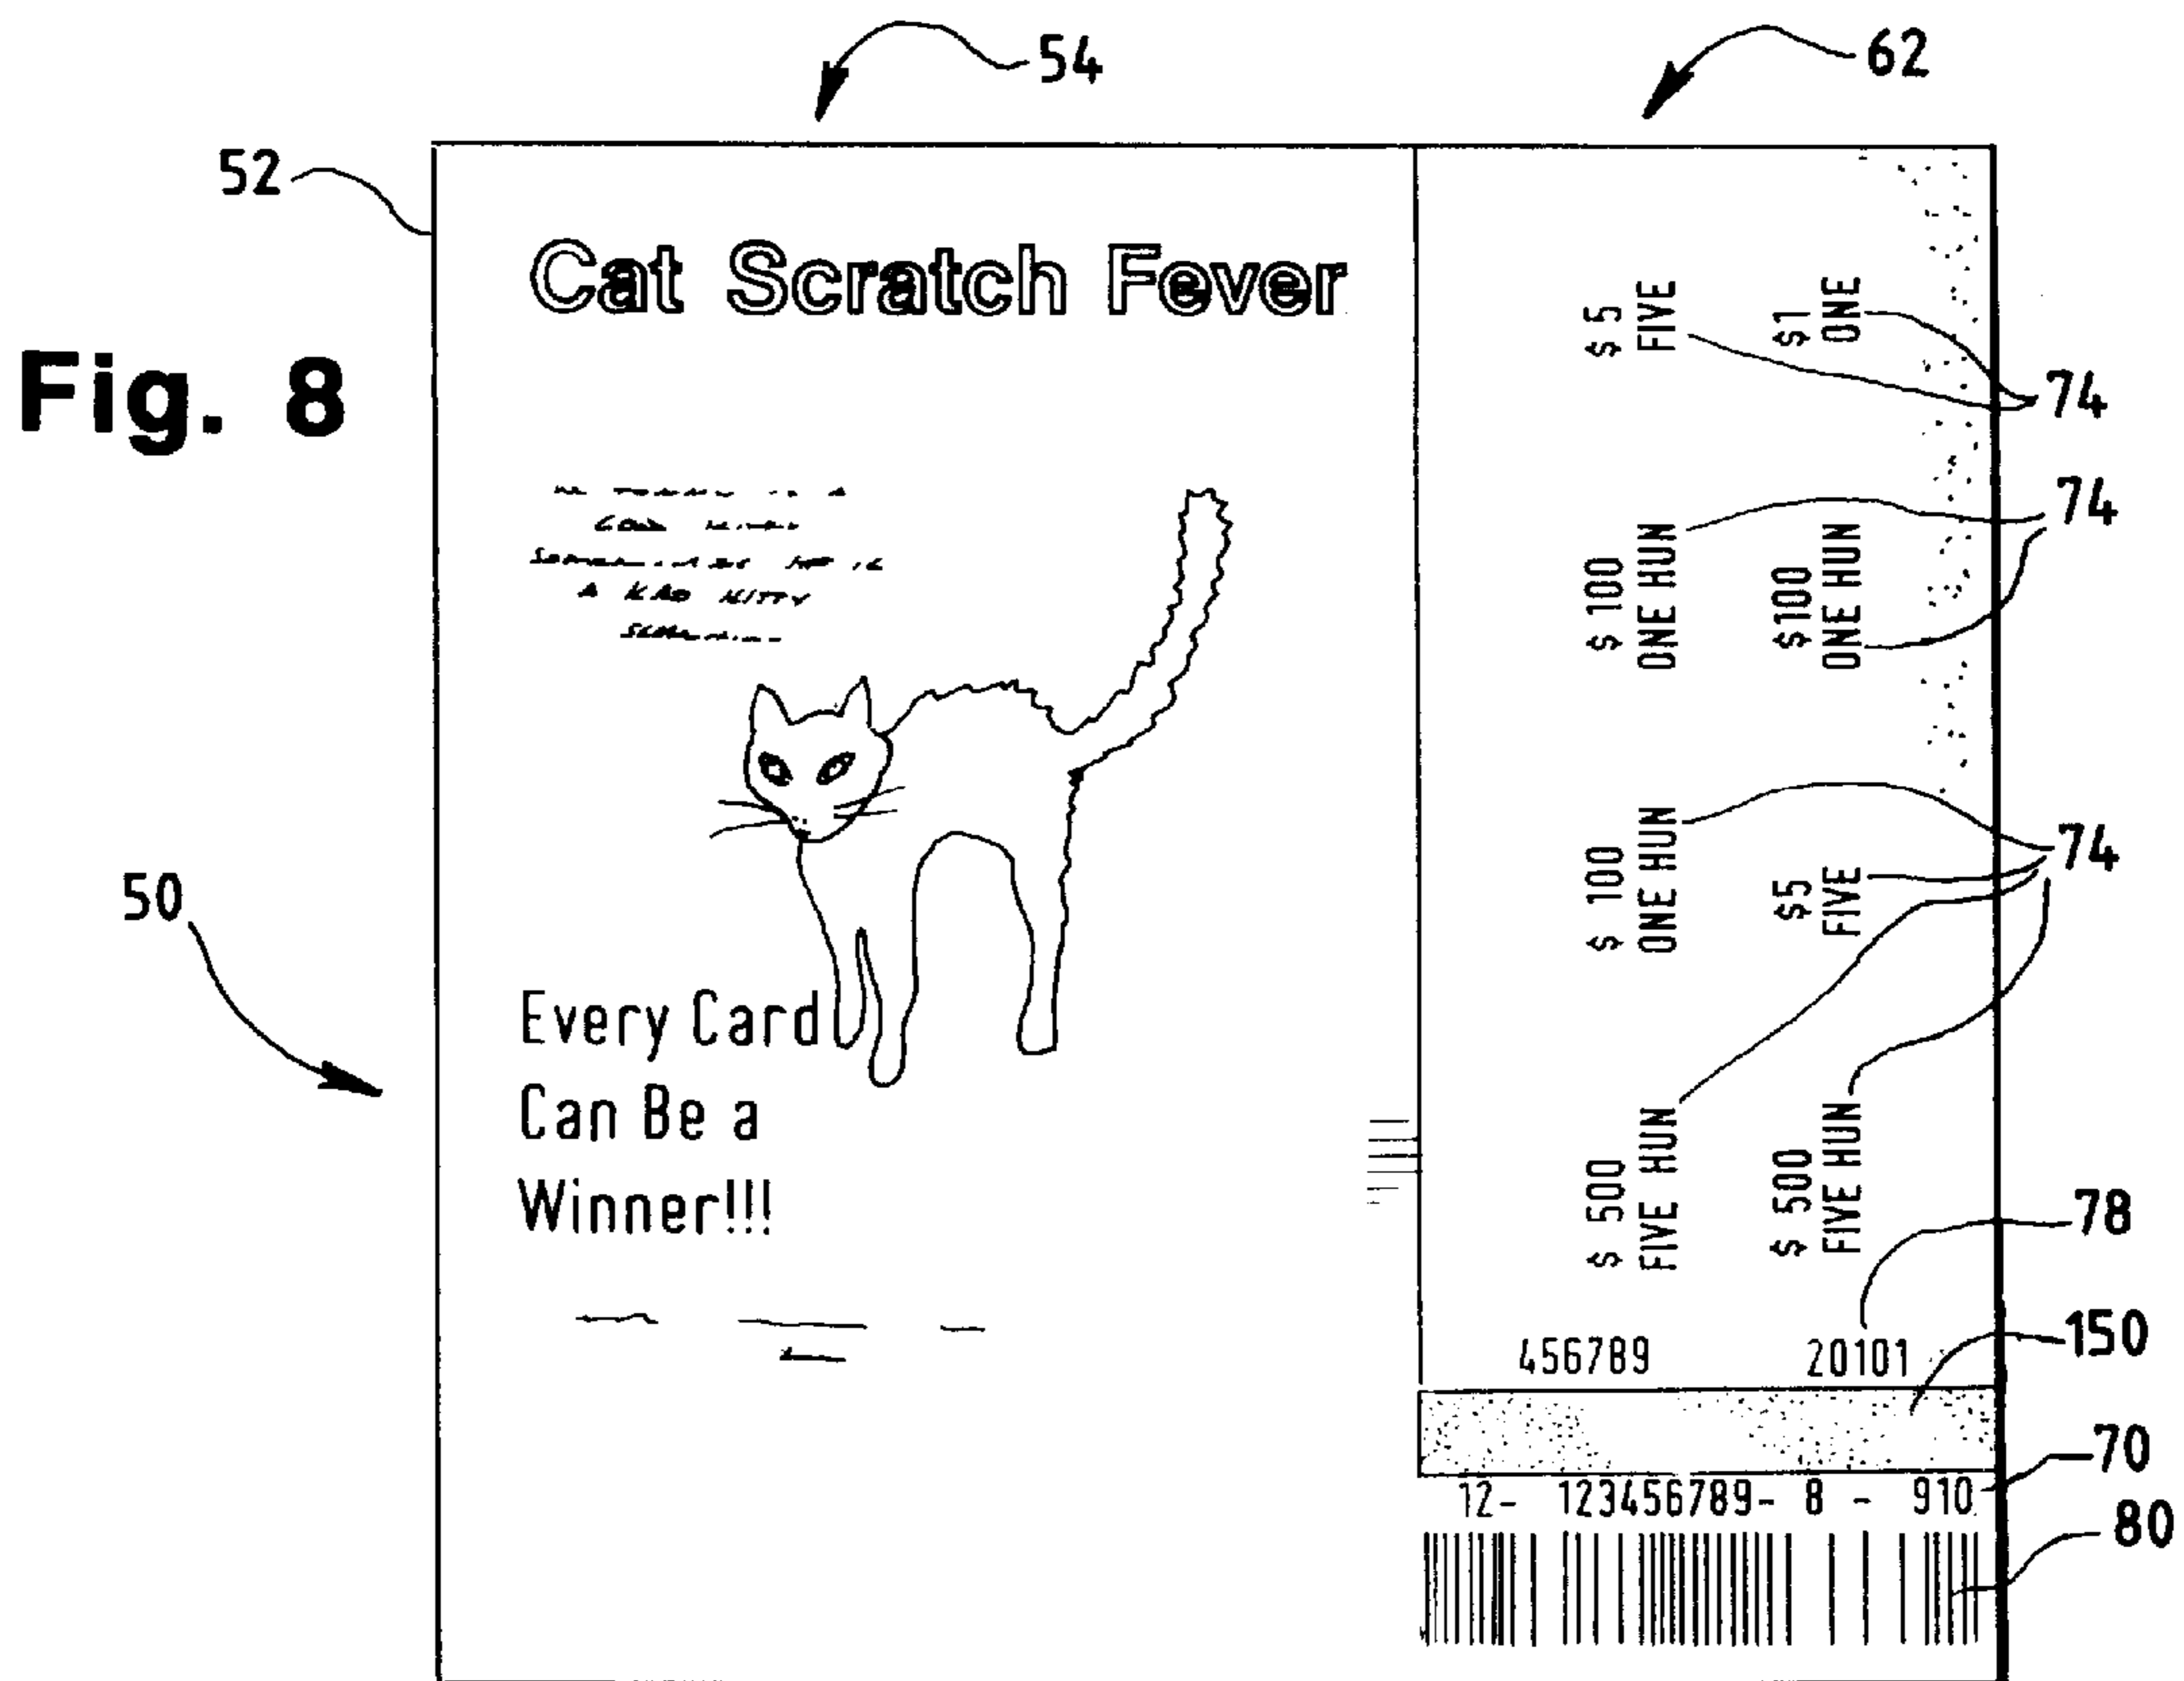 54
62
52
Cat Scratch Fever
Fig. 8
$ 5
FIVE
$1
ONE
74
$ 100
ONE HUN
$100
ONE HUN
74
A
KITTY
$ 100
ONE HUN
$5
FIVE
74
50
Every Card
Can Be a
Winner!!!
$ 500
FIVE HUN
$ 500
FIVE HUN
78
456789 20101
150
12- 123456789- 8 - 910
70
80